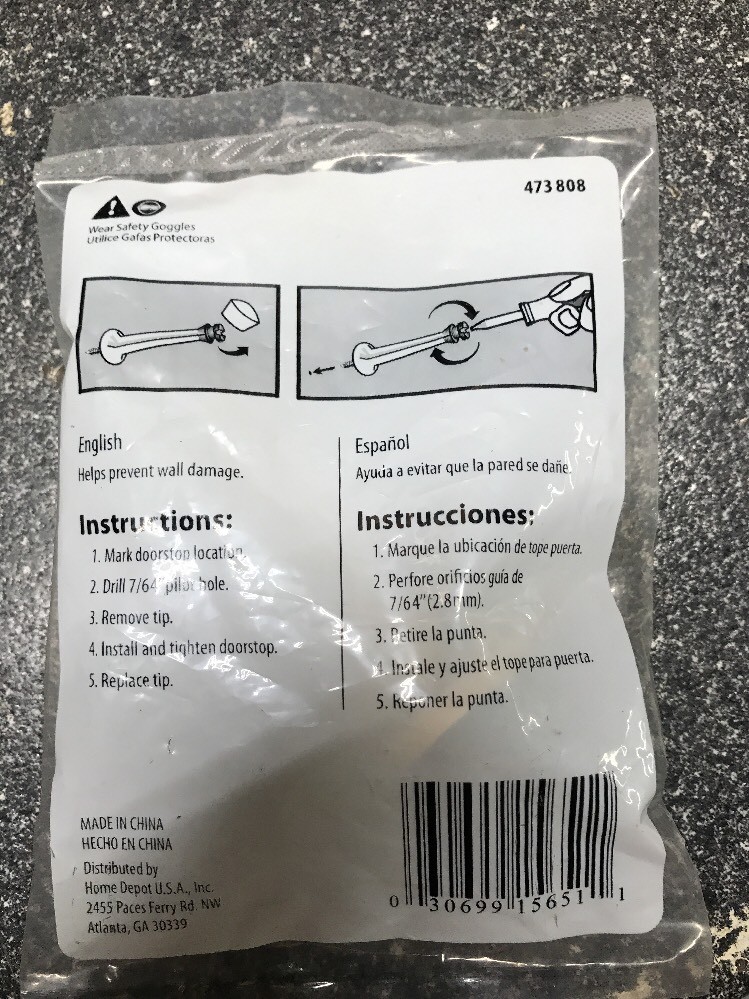 473 808
Wear Safety Goggles
Utilice Gafas Protectoras
English
Helps prevent wall damage.
Instructions:
1. Mark doorstop location.
2. Drill 7/64" pilot hole.
3. Remove tip.
4. Install and tighten doorstop.
5. Replace tip.
Español
Ayuda a evitar que la pared se dañe.
Instrucciones:
1. Marque la ubicación de tope puerta.
2. Perfore orificios guía de
7/64" (2.8mm).
3. Retire la punta.
4. Instale y ajuste el tope para puerta.
5. Reponer la punta.
MADE IN CHINA
HECHO EN CHINA
Distributed by
Home Depot U.S.A., Inc.
2455 Paces Ferry Rd. NW
Atlanta, GA 30339
0 30699 15651 1